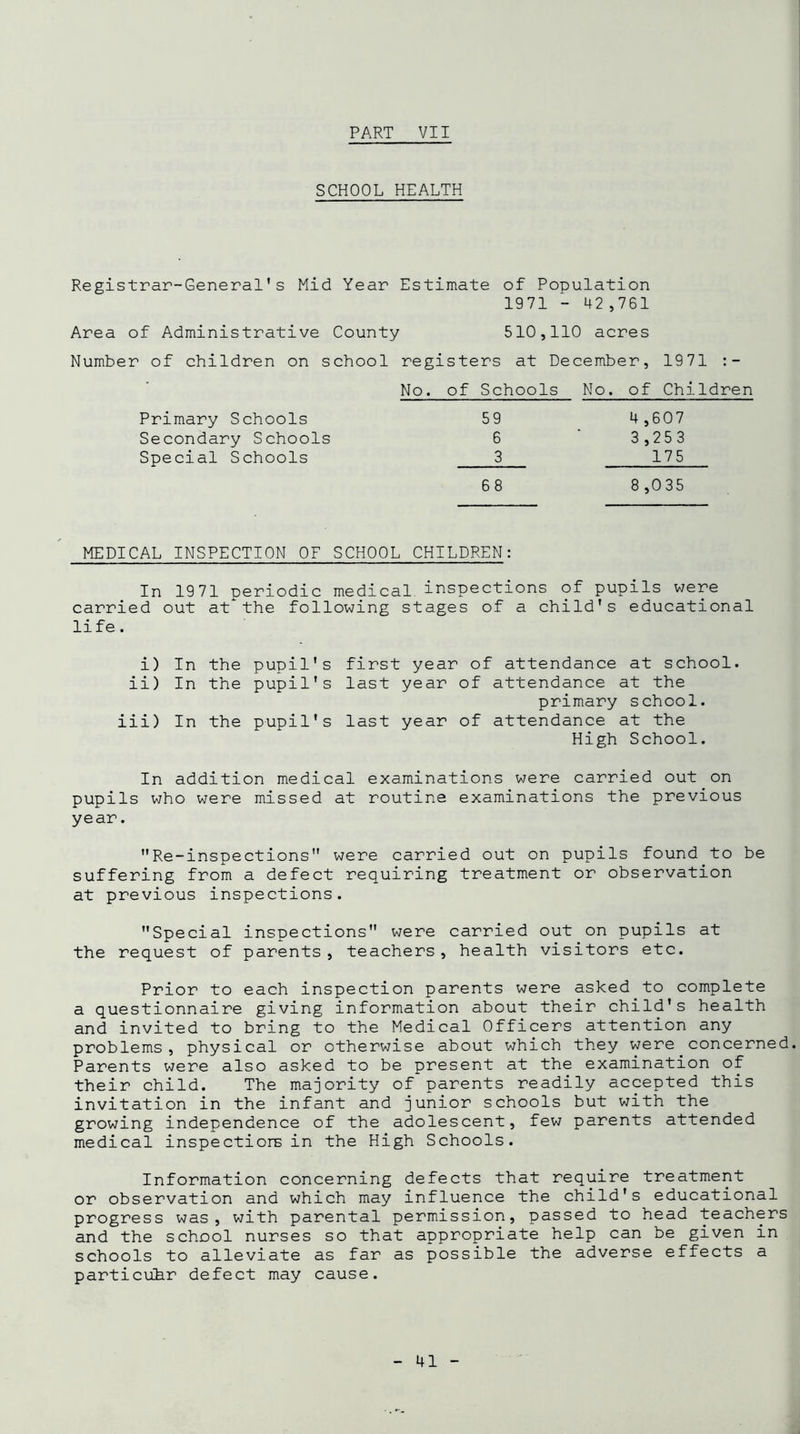 PART VII
SCHOOL HEALTH
Registrar-General's Mid Year Estimate of Population
1971 - 42,761
Area of Administrative County 510,110 acres
Number of children on school registers at December, 1971 :-
No. of Schools No. of Children
Primary Schools 59 4,607
Secondary Schools 6 3,253
Special Schools 3 175
68 8,035
MEDICAL INSPECTION OF SCHOOL CHILDREN:
In 1971 periodic medical inspections of pupils were
carried out at the following stages of a child's educational
life.
i) In the pupil's first year of attendance at school.
ii) In the pupil's last year of attendance at the
primary school.
iii) In the pupil's last year of attendance at the
High School.
In addition medical examinations were carried out on
pupils who were missed at routine examinations the previous
year.
"Re-inspections" were carried out on pupils found to be
suffering from a defect requiring treatment or observation
at previous inspections.
"Special inspections" were carried out on pupils at
the request of parents, teachers, health visitors etc.
Prior to each inspection parents were asked to complete
a questionnaire giving information about their child's health
and invited to bring to the Medical Officers attention any
problems, physical or otherwise about which they were concerned.
Parents were also asked to be present at the examination of
their child. The majority of parents readily accepted this
invitation in the infant and junior schools but with the
growing independence of the adolescent, few parents attended
medical inspections in the High Schools.
Information concerning defects that require treatment
or observation and which may influence the child's educational
progress was, with parental permission, passed to head teachers
and the school nurses so that appropriate help can be given in
schools to alleviate as far as possible the adverse effects a
particular defect may cause.
- 41 -